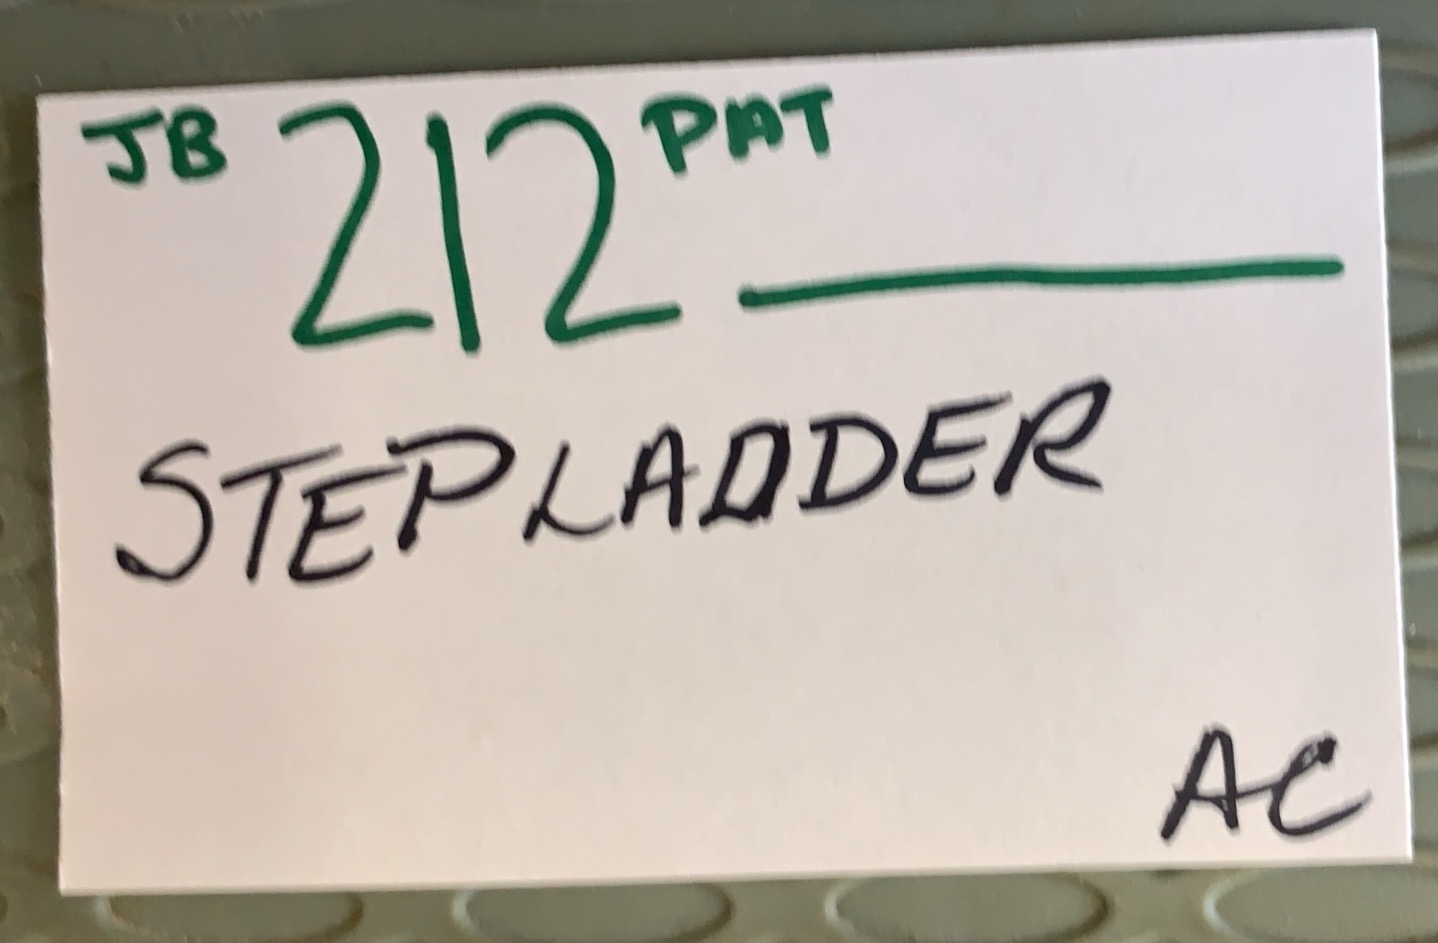 JB 212 PAT
STEPLADDER
AC